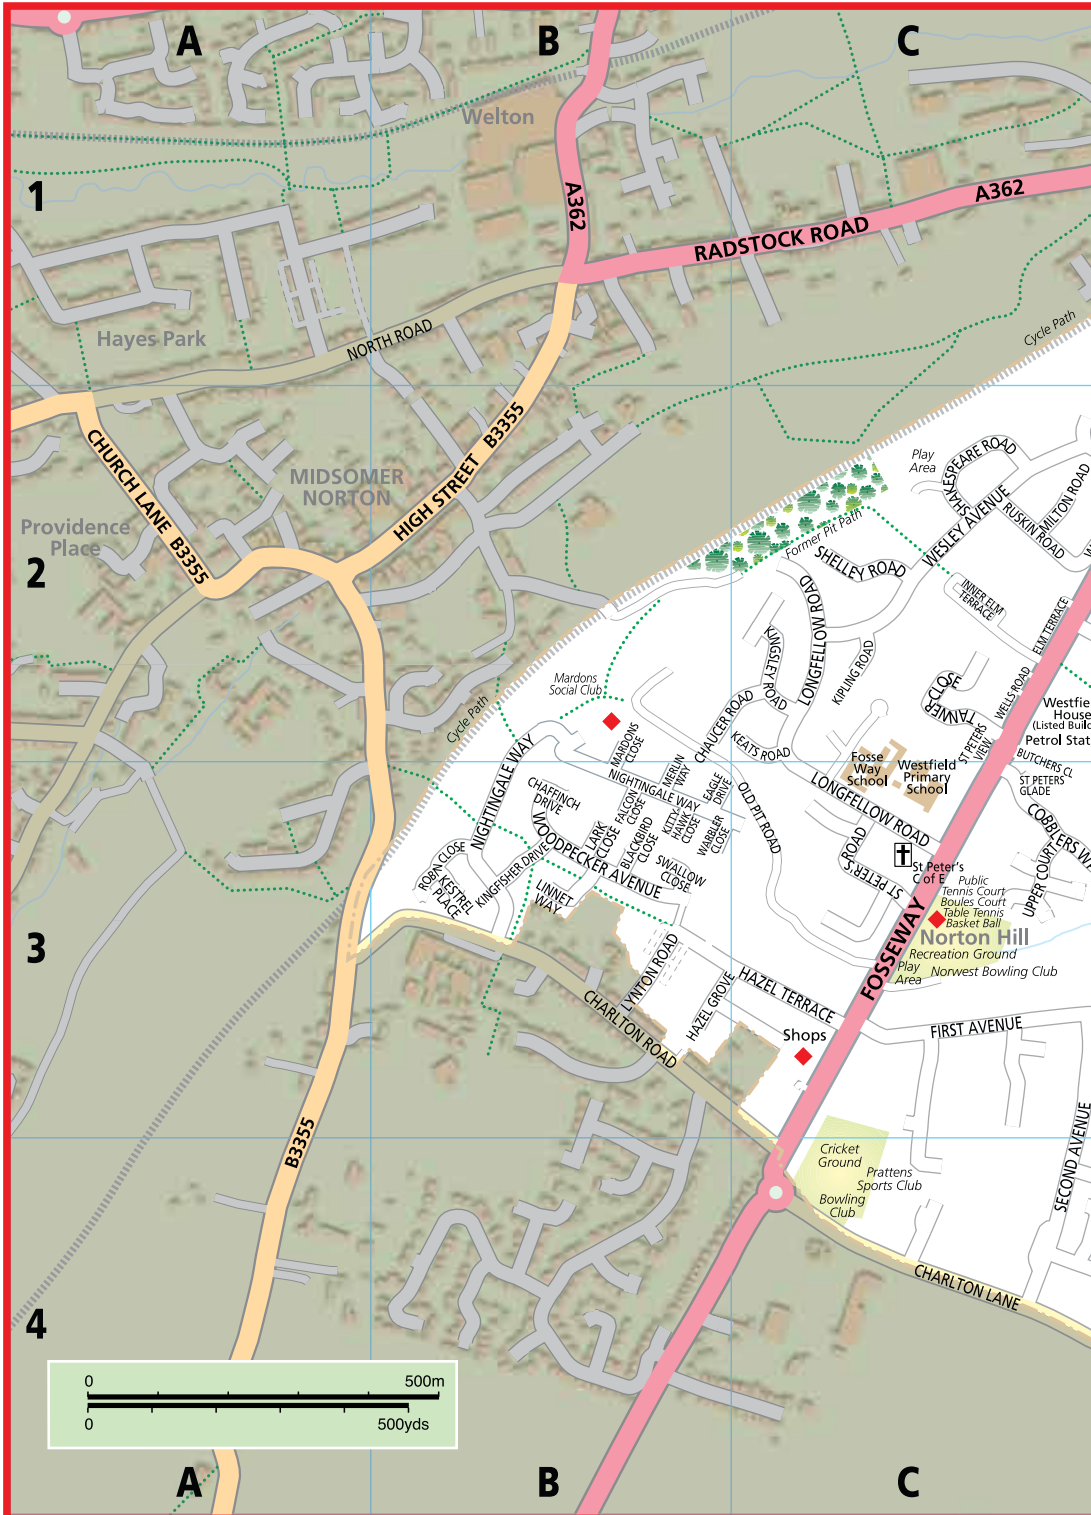 A
B
C
Welton
1
A362
A362
RADSTOCK ROAD
Hayes Park
NORTH ROAD
Cycle Path
CHURCH LANE B3355
MIDSOMER
NORTON
HIGH STREET B3355
Play
Area
SHAKESPEARE ROAD
MILTON ROAD
RUSKIN ROAD
WESLEY AVENUE
Providence
Place
2
Former Pit Path
SHELLEY ROAD
INNER ELM
TERRACE
ELM TERRACE
LONGFELLOW ROAD
KINGSLEY ROAD
KIPLING ROAD
Mardons
Social Club
TANNER CLOSE
WELLS ROAD
Cycle Path
CHAUCER ROAD
KEATS ROAD
ST PETERS
VIEW
Westfie
House
(Listed Build
Petrol Stat
BUTCHERS CL
ST PETERS
GLADE
COBBLERS W
MARDONS
CLOSE
MERLIN
WAY
EAGLE
DRIVE
NIGHTINGALE WAY
NIGHTINGALE WAY
Fosse
Way
School
Westfield
Primary
School
CHAFFINCH
DRIVE
FALCON
CLOSE
KITTY-
HAWK
CLOSE
WARBLER
CLOSE
OLD PIT ROAD
LONGFELLOW ROAD
LARK
CLOSE
BLACKBIRD
CLOSE
WOODPECKER AVENUE
SWALLOW
CLOSE
ROBIN CLOSE
KESTREL
PLACE
KINGFISHER DRIVE
LINNET
WAY
ST PETER'S
ROAD
St Peter's
C of E
UPPER COURT
Public
Tennis Court
Boules Court
Table Tennis
Basket Ball
3
Norton Hill
Recreation Ground
Play
Area
Norwest Bowling Club
FOSSEWAY
LYNTON ROAD
HAZEL GROVE
HAZEL TERRACE
CHARLTON ROAD
Shops
FIRST AVENUE
SECOND AVENUE
B3355
Cricket
Ground
Prattens
Sports Club
Bowling
Club
CHARLTON LANE
4
0
500m
0
500yds
A
B
C